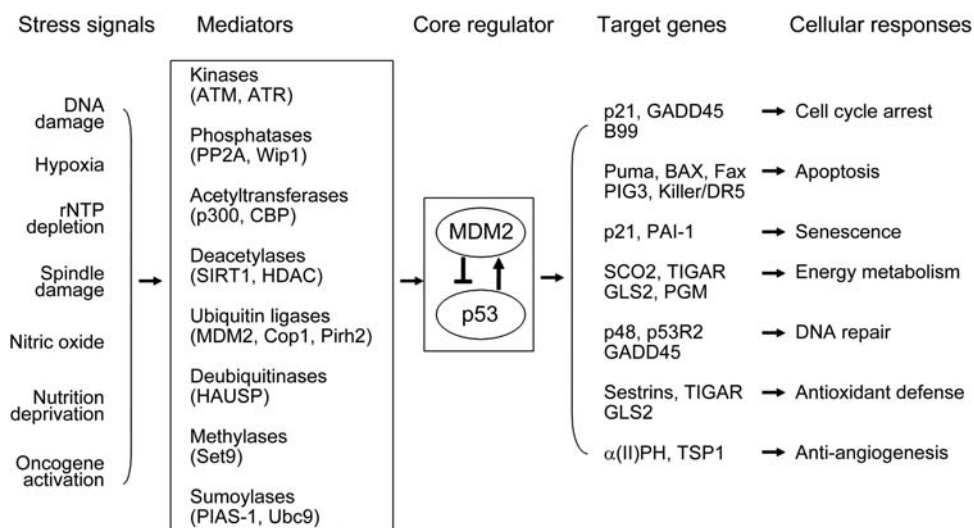 Stress signals
Mediators
Core regulator
Target genes
Cellular responses
DNA
damage
Hypoxia
rNTP
depletion
Spindle
damage
Nitric oxide
Nutrition
deprivation
Oncogene
activation
Kinases
(ATM, ATR)
Phosphatases
(PP2A, Wip1)
Acetyltransferases
(p300, CBP)
Deacetylases
(SIRT1, HDAC)
Ubiquitin ligases
(MDM2, Cop1, Pirh2)
Deubiquitinases
(HAUSP)
Methylases
(Set9)
Sumoylases
(PIAS-1, Ubc9)
MDM2
p53
p21, GADD45
B99
Cell cycle arrest
Puma, BAX, Fax
PIG3, Killer/DR5
Apoptosis
p21, PAI-1
Senescence
SCO2, TIGAR
GLS2, PGM
Energy metabolism
p48, p53R2
GADD45
DNA repair
Sestrins, TIGAR
GLS2
Antioxidant defense
α(II)PH, TSP1
Anti-angiogenesis